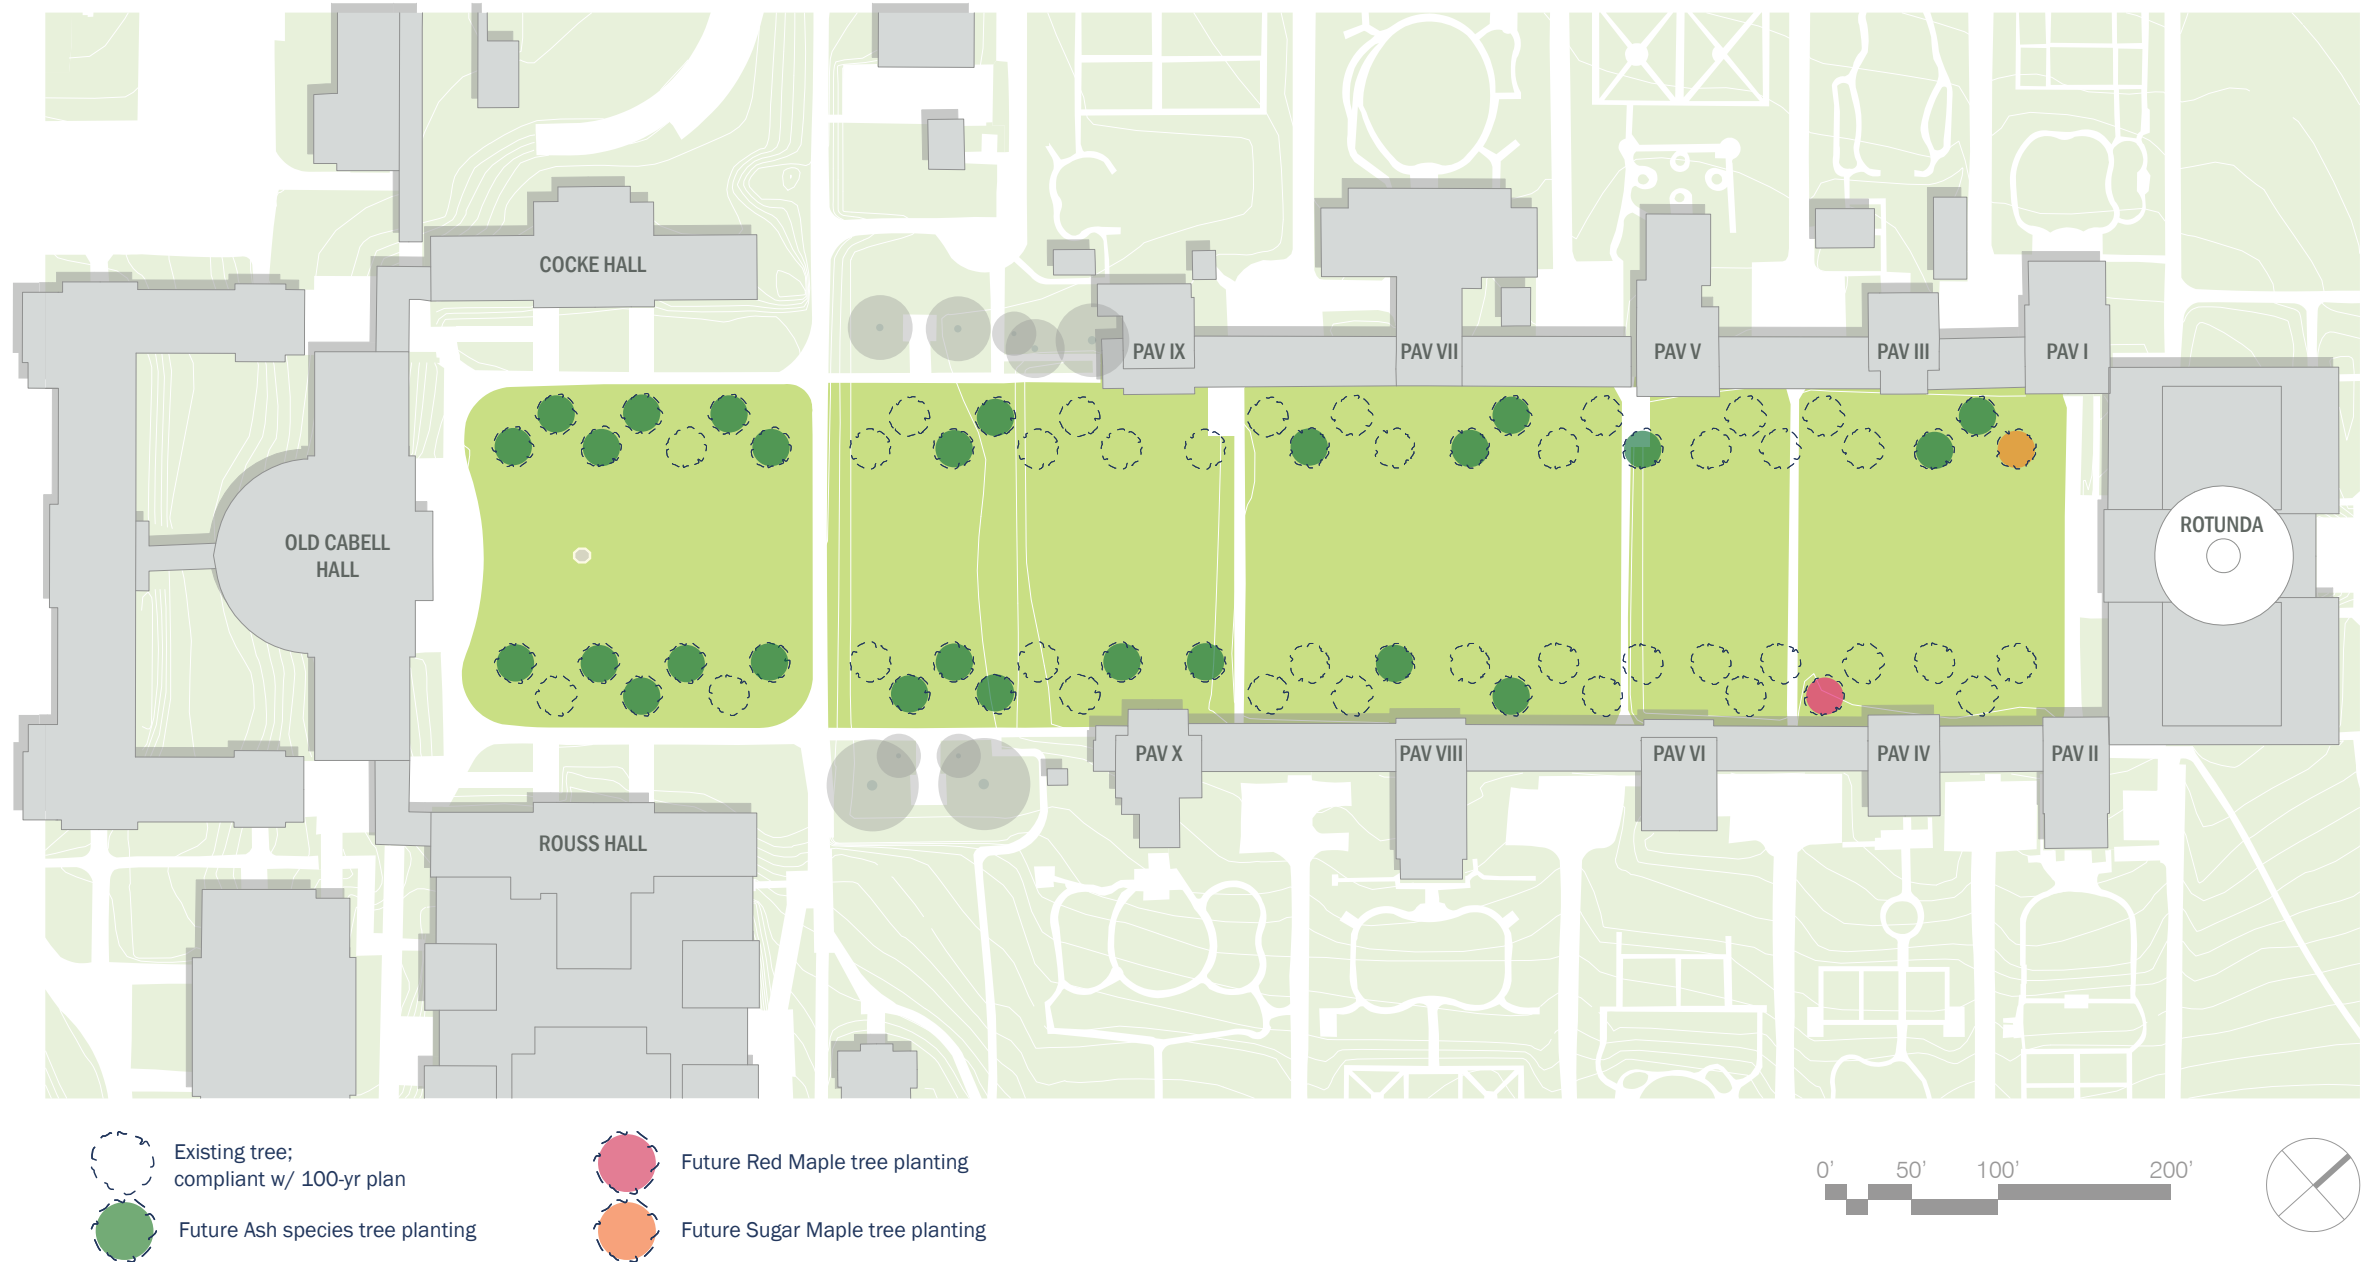 COCKE HALL
PAV IX
PAV VII
PAV V
PAV III
PAV I
OLD CABELL
HALL
ROTUNDA
PAV X
PAV VIII
PAV VI
PAV IV
PAV II
ROUSS HALL
Existing tree;
compliant w/ 100-yr plan
Future Ash species tree planting
Future Red Maple tree planting
Future Sugar Maple tree planting
0' 50' 100' 200'